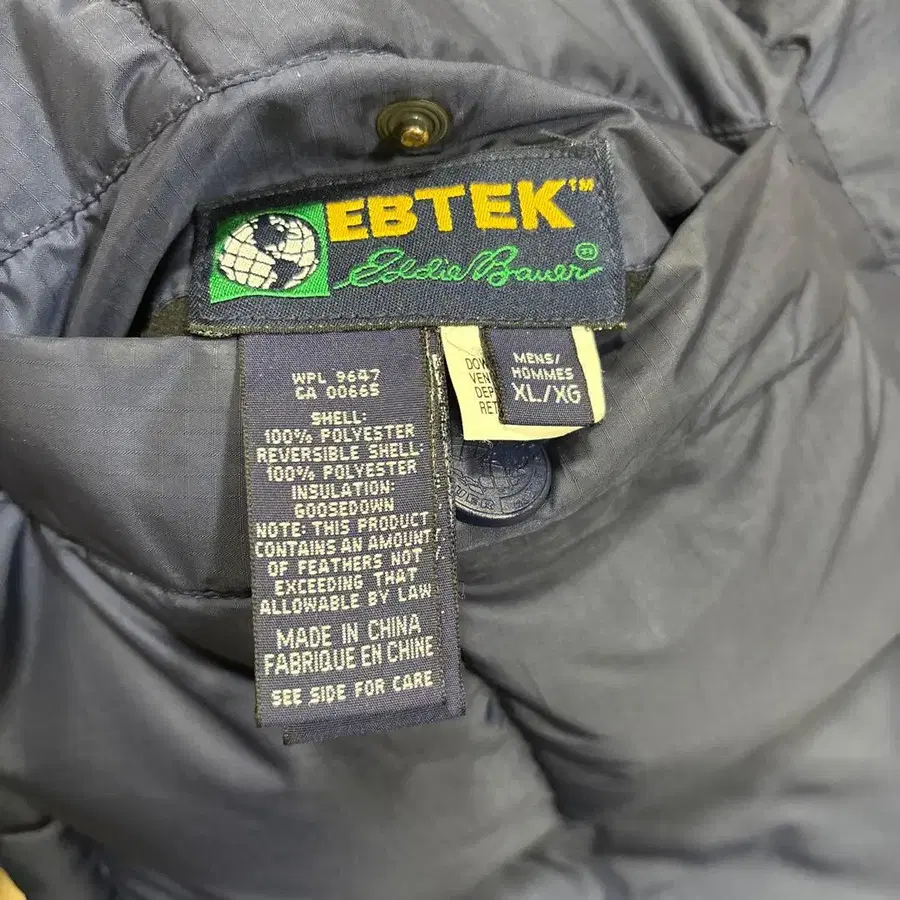 EBTEK™
Eddie Bauer®
WPL 9647
CA 00665
SHELL:
100% POLYESTER
REVERSIBLE SHELL:
100% POLYESTER
INSULATION:
GOOSEDOWN
NOTE: THIS PRODUCT
CONTAINS AN AMOUNT
OF FEATHERS NOT
EXCEEDING THAT
ALLOWABLE BY LAW
MADE IN CHINA
FABRIQUE EN CHINE
SEE SIDE FOR CARE
MENS/
HOMMES
XL/XG